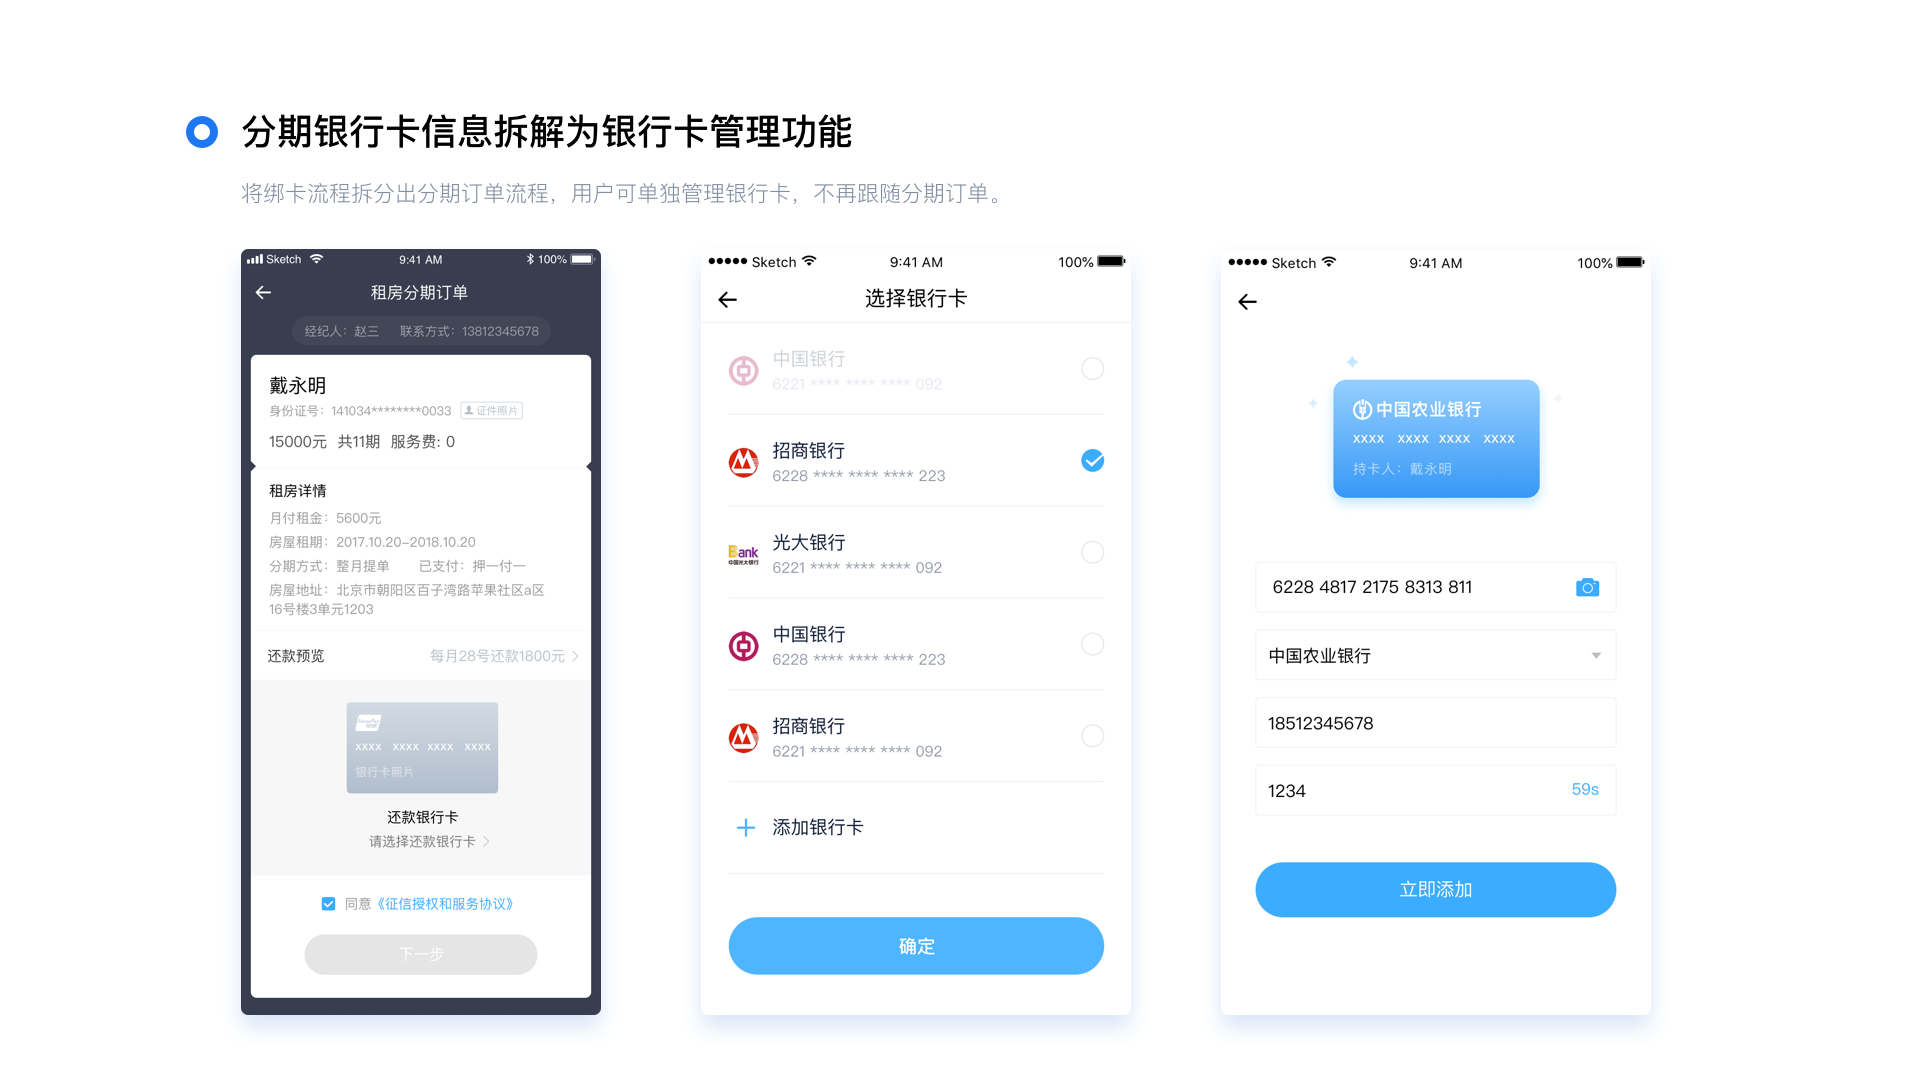 分期银行卡信息拆解为银行卡管理功能
将绑卡流程拆分出分期订单流程，用户可单独管理银行卡，不再跟随分期订单。
Sketch 9:41 AM 100%
租房分期订单
经纪人：赵三 联系方式：13812345678
戴永明
身份证号：141034********0033 证件照片
15000元 共11期 服务费: 0
租房详情
月付租金：5600元
房屋租期：2017.10.20-2018.10.20
分期方式：整月提单 已支付：押一付一
房屋地址：北京市朝阳区百子湾路苹果社区a区
16号楼3单元1203
还款预览 每月28号还款1800元
xxxx xxxx xxxx xxxx
银行卡照片
还款银行卡
请选择还款银行卡
同意《征信授权和服务协议》
下一步
Sketch 9:41 AM 100%
选择银行卡
中国银行
6221 **** **** **** 092
招商银行
6228 **** **** **** 223
Bank
中国光大银行
光大银行
6221 **** **** **** 092
中国银行
6228 **** **** **** 223
招商银行
6221 **** **** **** 092
添加银行卡
确定
Sketch 9:41 AM 100%
中国农业银行
xxxx xxxx xxxx xxxx
持卡人：戴永明
6228 4817 2175 8313 811
中国农业银行
18512345678
1234 59s
立即添加